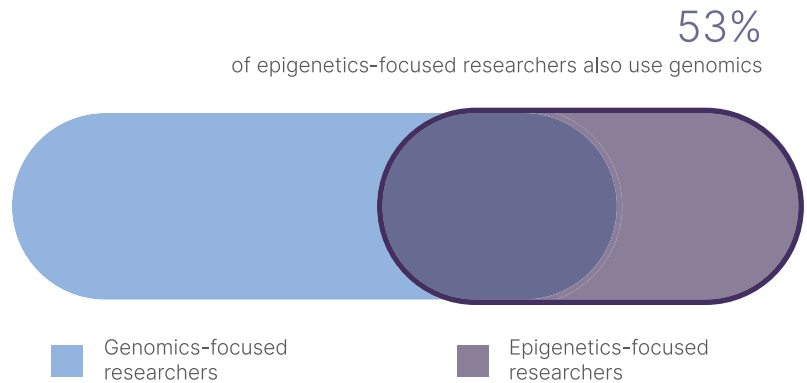 53%
of epigenetics-focused researchers also use genomics
Genomics-focused
researchers
Epigenetics-focused
researchers